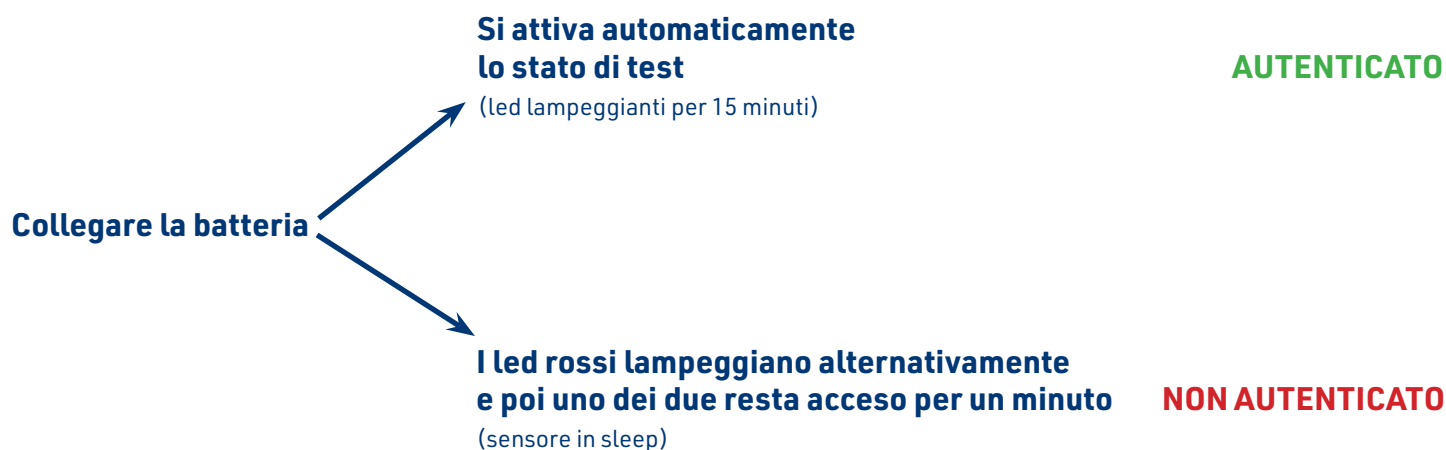 Si attiva automaticamente
lo stato di test
AUTENTICATO
(led lampeggianti per 15 minuti)
Collegare la batteria
I led rossi lampeggiano alternativamente
e poi uno dei due resta acceso per un minuto
NON AUTENTICATO
(sensore in sleep)